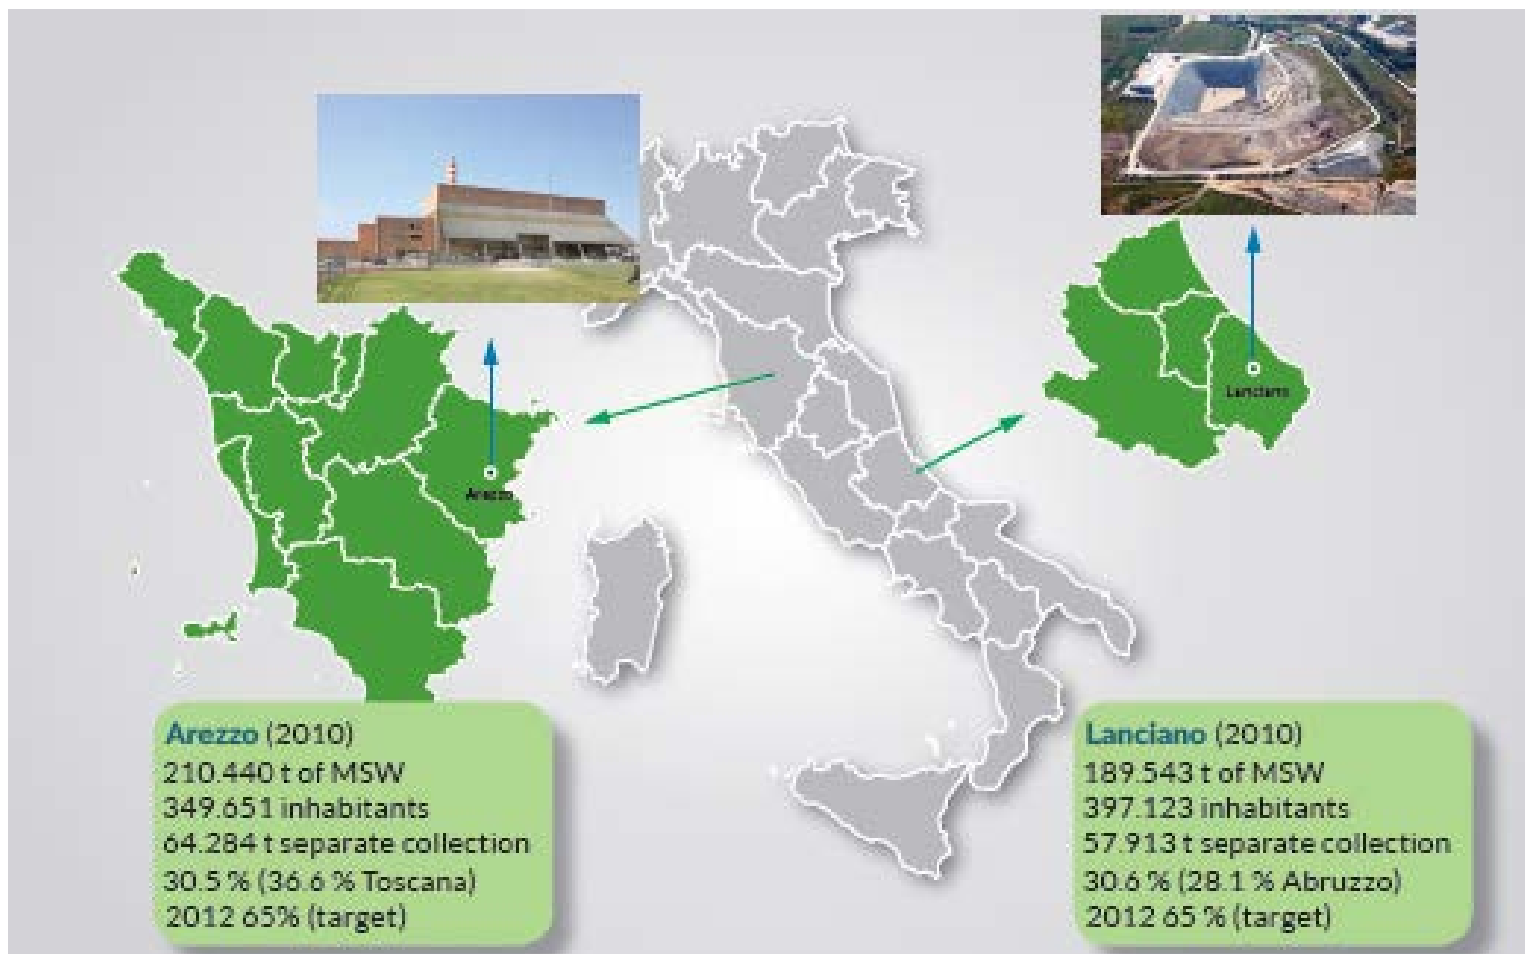 Arezzo
Lanciano
Arezzo (2010)
210.440 t of MSW
349.651 inhabitants
64.284 t separate collection
30.5 % (36.6 % Toscana)
2012 65% (target)
Lanciano (2010)
189.543 t of MSW
397.123 inhabitants
57.913 t separate collection
30.6 % (28.1 % Abruzzo)
2012 65 % (target)